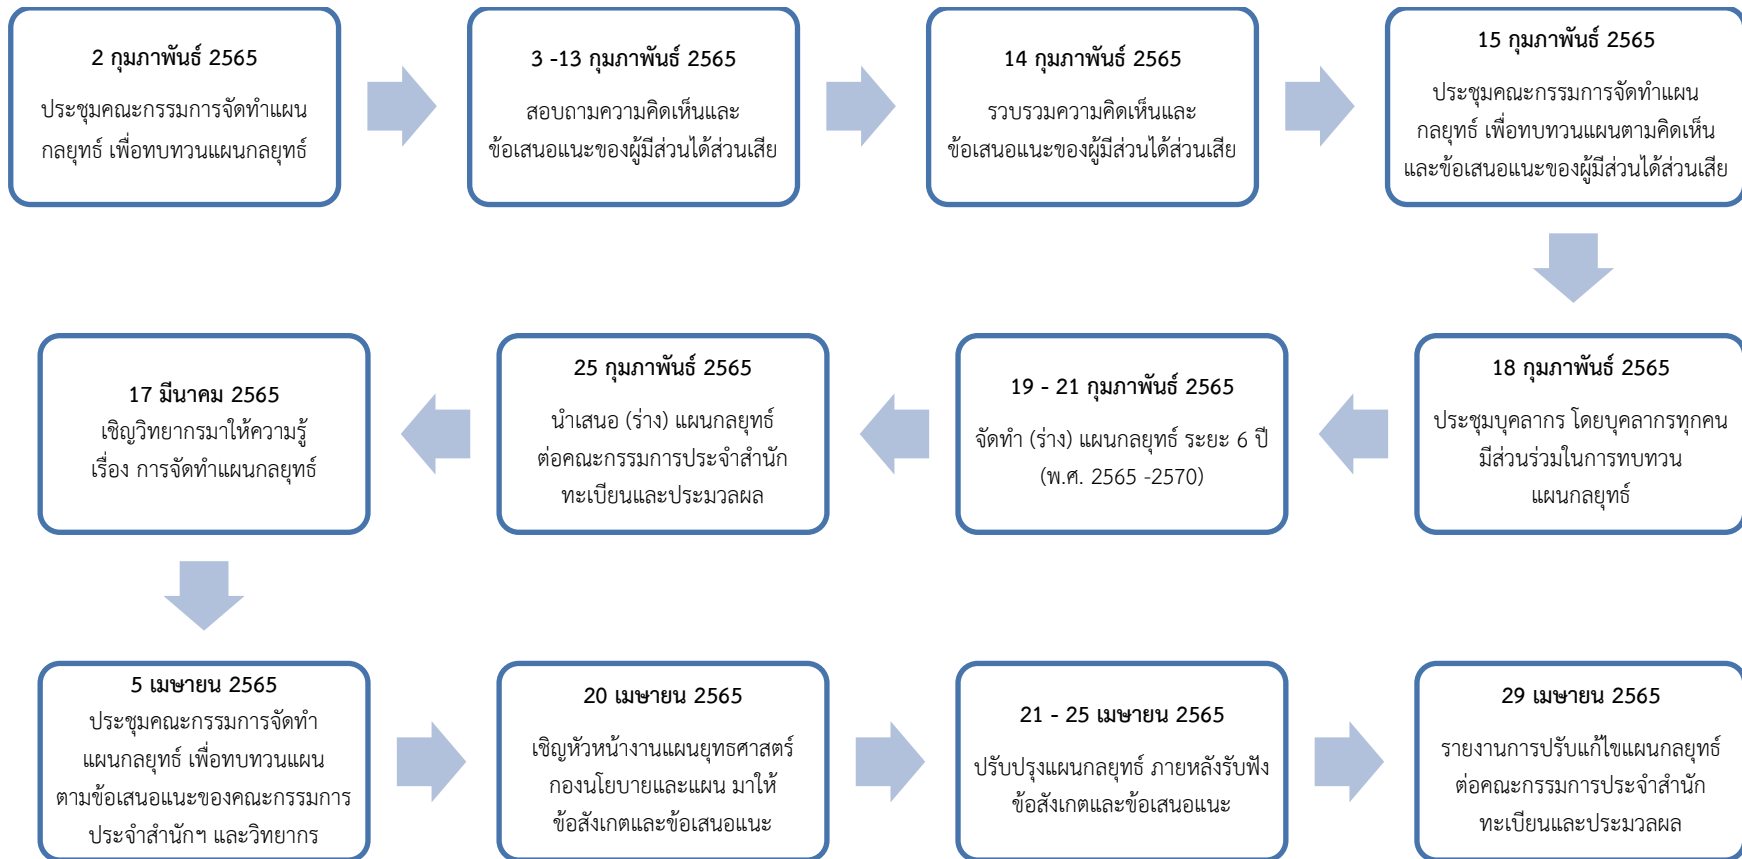 2 กุมภาพันธ์ 2565
ประชุมคณะกรรมการจัดทำแผน
กลยุทธ์ เพื่อทบทวนแผนกลยุทธ์
3 -13 กุมภาพันธ์ 2565
สอบถามความคิดเห็นและ
ข้อเสนอแนะของผู้มีส่วนได้ส่วนเสีย
14 กุมภาพันธ์ 2565
รวบรวมความคิดเห็นและ
ข้อเสนอแนะของผู้มีส่วนได้ส่วนเสีย
15 กุมภาพันธ์ 2565
ประชุมคณะกรรมการจัดทำแผน
กลยุทธ์ เพื่อทบทวนแผนตามคิดเห็น
และข้อเสนอแนะของผู้มีส่วนได้ส่วนเสีย
18 กุมภาพันธ์ 2565
ประชุมบุคลากร โดยบุคลากรทุกคน
มีส่วนร่วมในการทบทวน
แผนกลยุทธ์
19 - 21 กุมภาพันธ์ 2565
จัดทำ (ร่าง) แผนกลยุทธ์ ระยะ 6 ปี
(พ.ศ. 2565 -2570)
25 กุมภาพันธ์ 2565
นำเสนอ (ร่าง) แผนกลยุทธ์
ต่อคณะกรรมการประจำสำนัก
ทะเบียนและประมวลผล
17 มีนาคม 2565
เชิญวิทยากรมาให้ความรู้
เรื่อง การจัดทำแผนกลยุทธ์
5 เมษายน 2565
ประชุมคณะกรรมการจัดทำ
แผนกลยุทธ์ เพื่อทบทวนแผน
ตามข้อเสนอแนะของคณะกรรมการ
ประจำสำนักฯ และวิทยากร
20 เมษายน 2565
เชิญหัวหน้างานแผนยุทธศาสตร์
กองนโยบายและแผน มาให้
ข้อสังเกตและข้อเสนอแนะ
21 - 25 เมษายน 2565
ปรับปรุงแผนกลยุทธ์ ภายหลังรับฟัง
ข้อสังเกตและข้อเสนอแนะ
29 เมษายน 2565
รายงานการปรับแก้ไขแผนกลยุทธ์
ต่อคณะกรรมการประจำสำนัก
ทะเบียนและประมวลผล